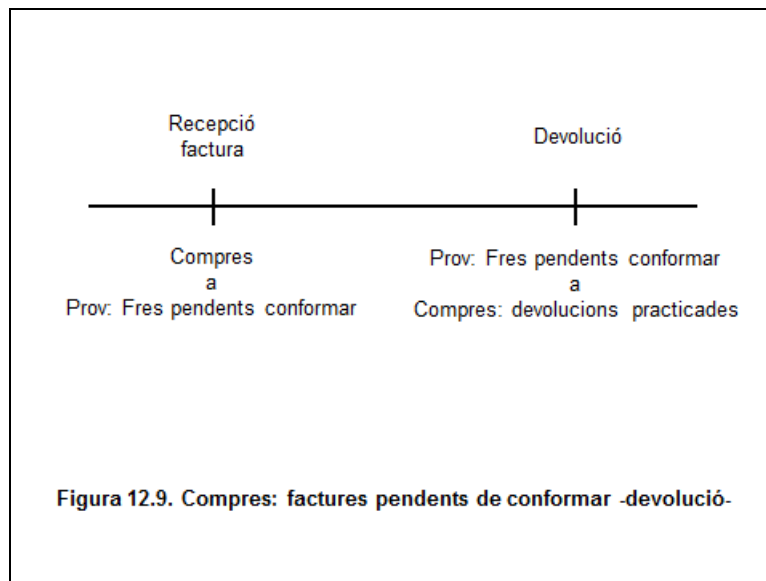 Recepció
factura
Devolució
Compres
a
Prov: Fres pendents conformar
Prov: Fres pendents conformar
a
Compres: devolucions practicades
Figura 12.9. Compres: factures pendents de conformar -devolució-